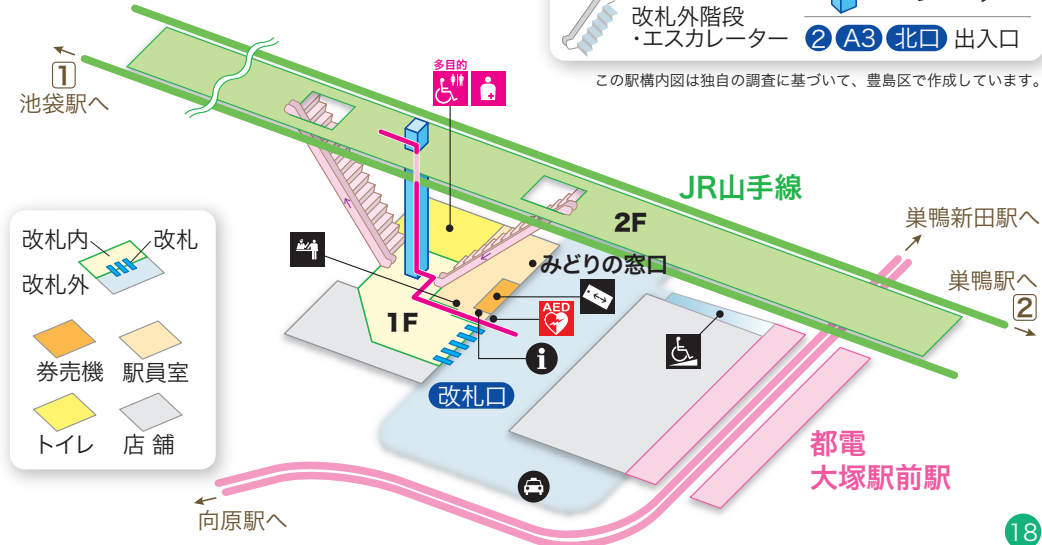 改札外階段
・エスカレーター
2 A3 北口 出入口
この駅構内図は独自の調査に基づいて、豊島区で作成しています。
1
池袋駅へ
多目的
JR山手線
2F
巣鴨新田駅へ
巣鴨駅へ
2
改札内
改札
改札外
みどりの窓口
AED
1F
i
券売機
駅員室
改札口
トイレ
店舗
都電
大塚駅前駅
向原駅へ
18